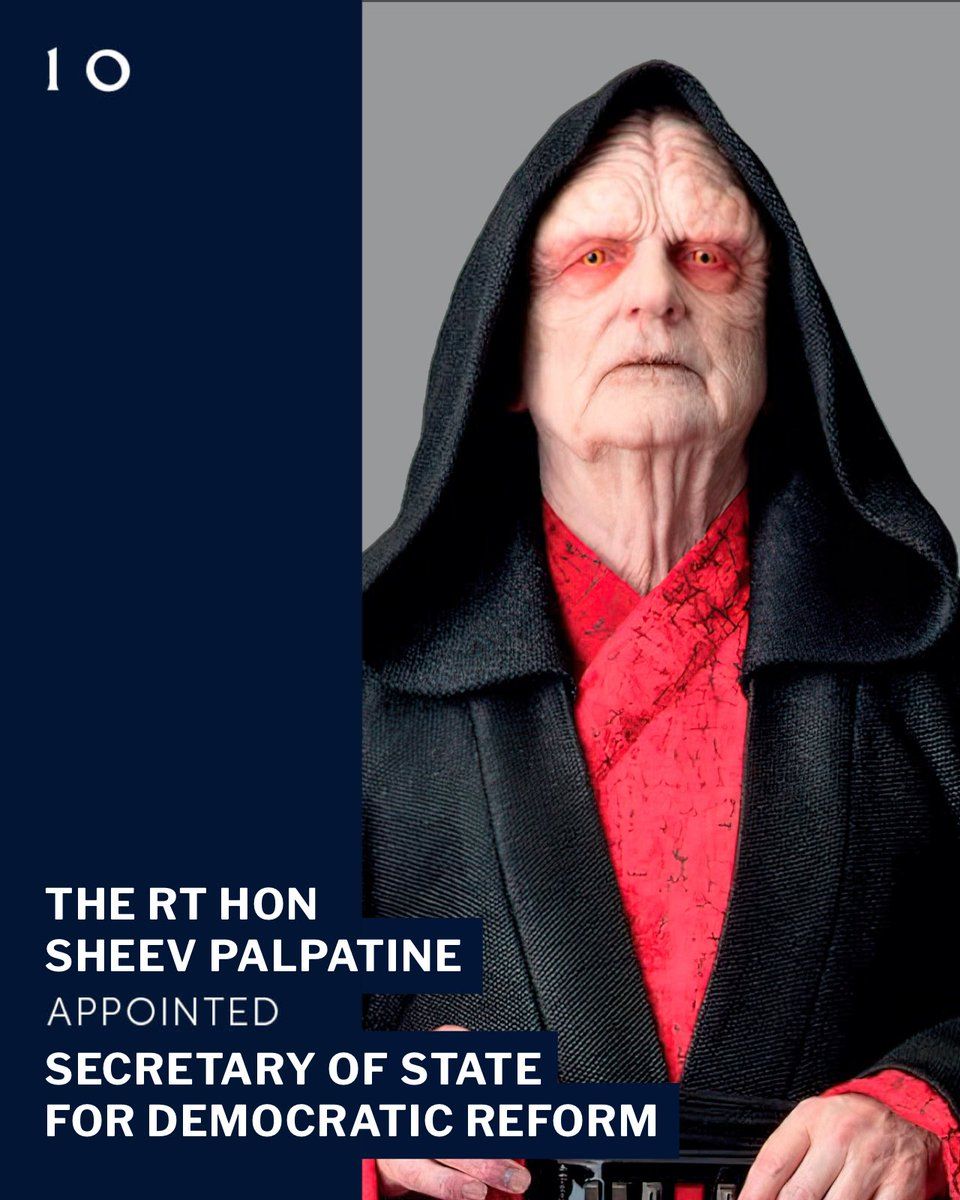 10
THE RT HON
SHEEV PALPATINE
APPOINTED
SECRETARY OF STATE
FOR DEMOCRATIC REFORM